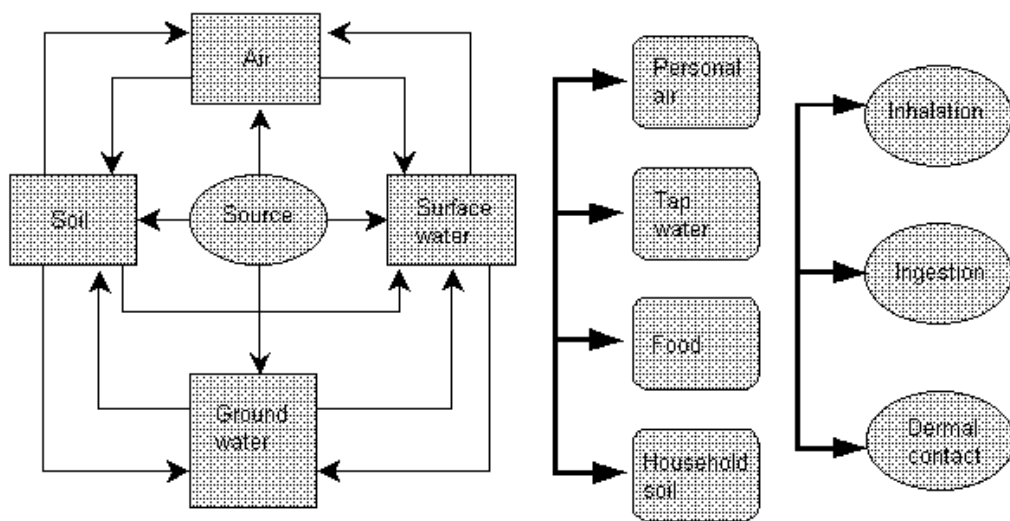 Air
Soil
Source
Surface
water
Ground
water
Personal
air
Tap
water
Food
Household
soil
Inhalation
Ingestion
Dermal
contact